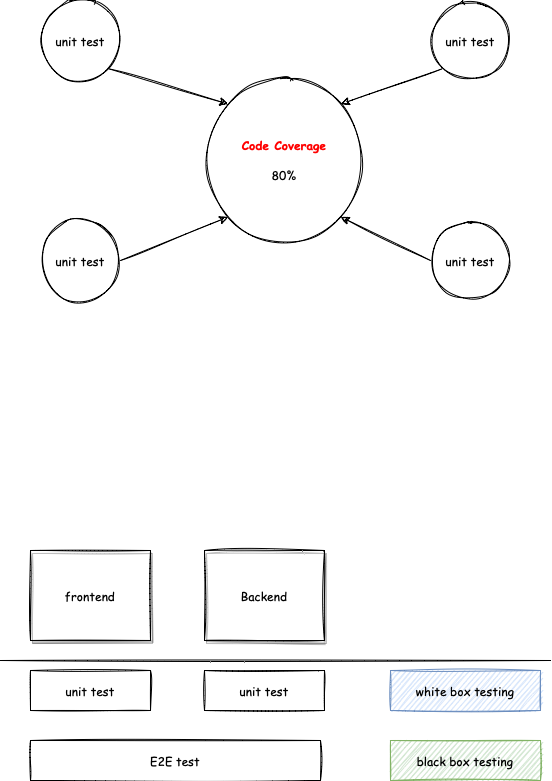 unit test
unit test
Code Coverage
80%
unit test
unit test
frontend
Backend
unit test
unit test
white box testing
E2E test
black box testing